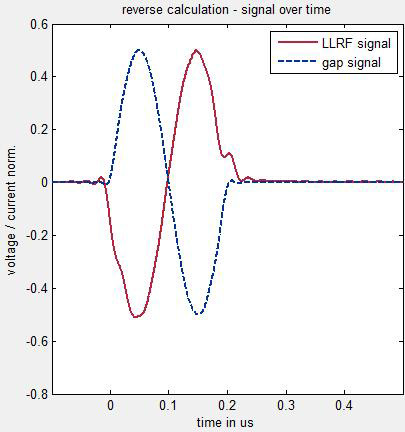 reverse calculation - signal over time
LLRF signal
gap signal
voltage / current norm.
0.6
0.4
0.2
0
-0.2
-0.4
-0.6
-0.8
0
0.1
0.2
0.3
0.4
time in us